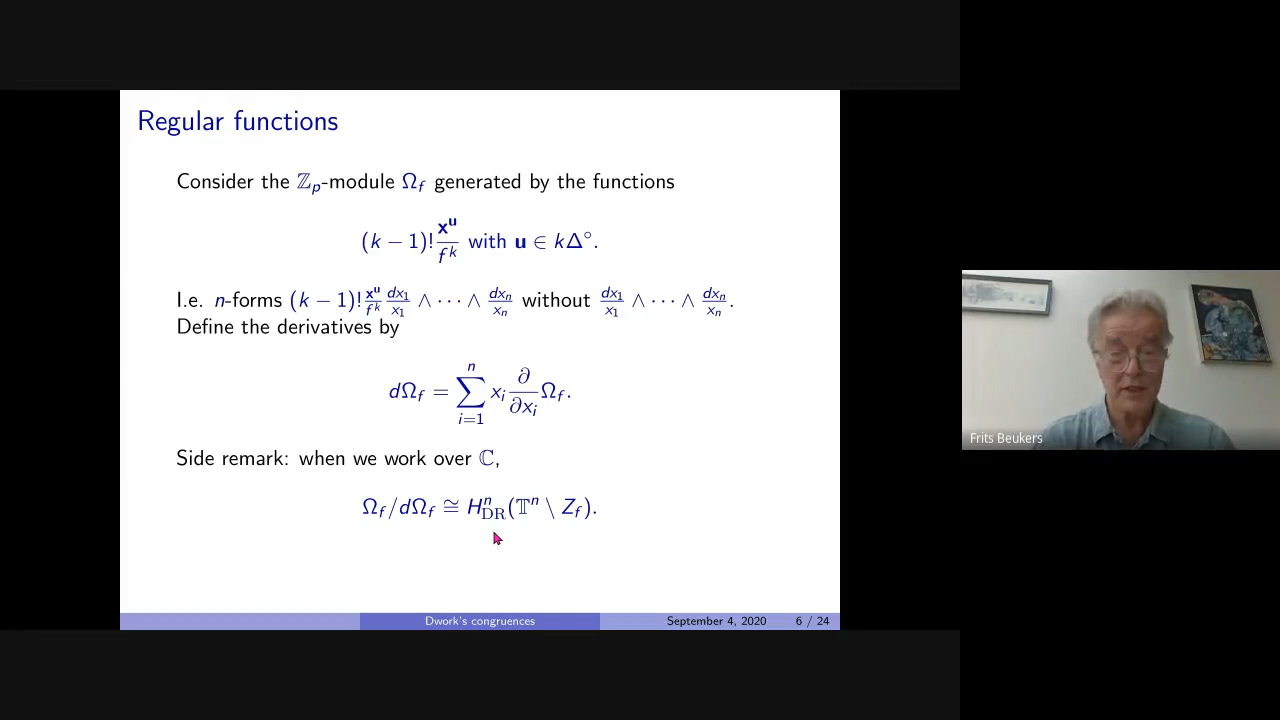 Regular functions
Consider the ℤ_p-module Ω_f generated by the functions
(k − 1)! x^u / f^k with u ∈ kΔ°.
I.e. n-forms (k − 1)! x^u / f^k dx_1/x_1 ∧ ⋯ ∧ dx_n/x_n without dx_1/x_1 ∧ ⋯ ∧ dx_n/x_n.
Define the derivatives by
dΩ_f = ∑_{i=1}^{n} x_i ∂/∂x_i Ω_f.
Side remark: when we work over ℂ,
Ω_f/dΩ_f ≅ H^n_DR(𝕋^n \ Z_f).
Dwork's congruences September 4, 2020 6 / 24
Frits Beukers